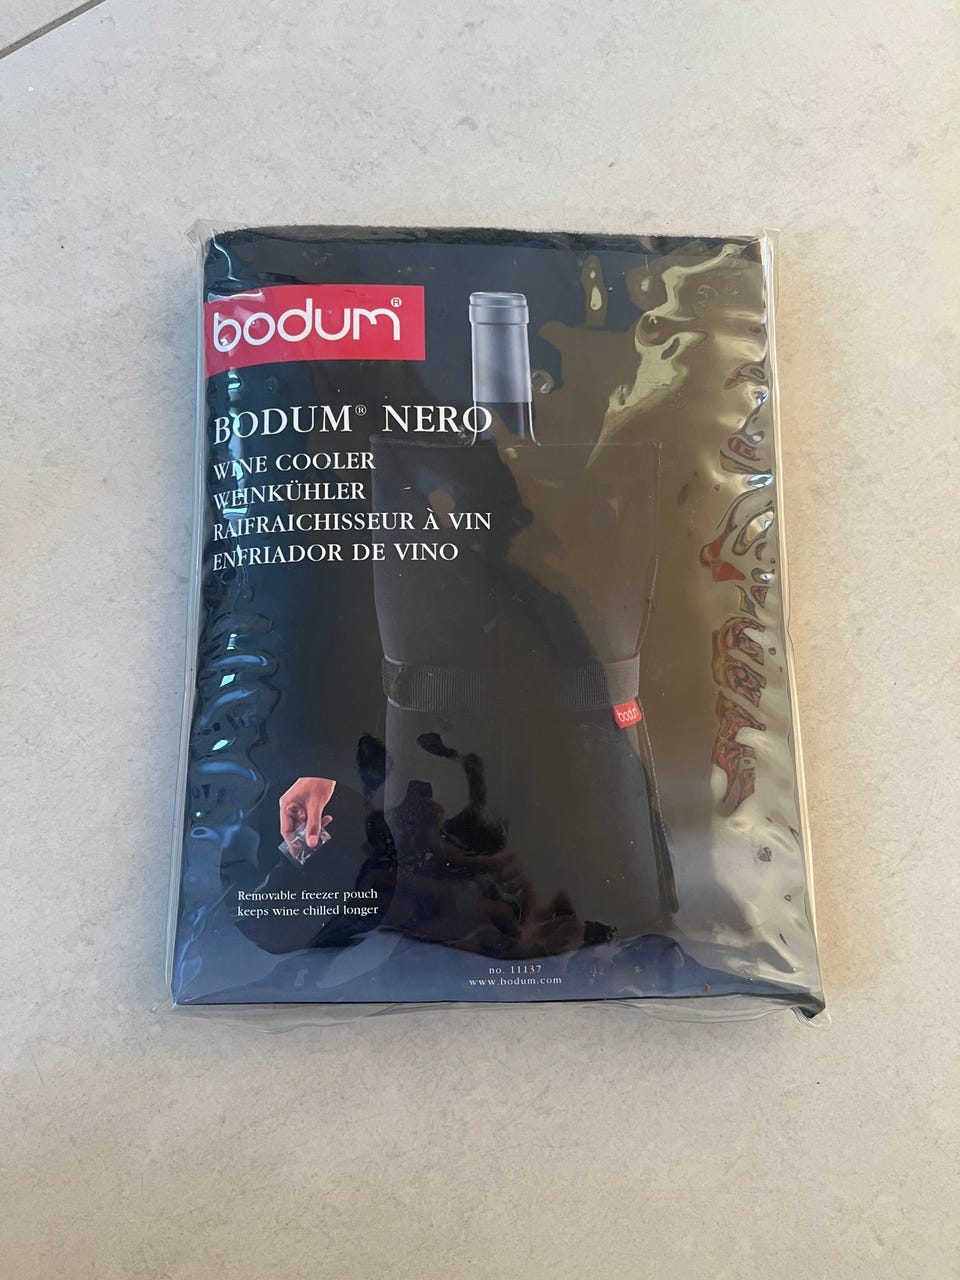 bodum®
BODUM® NERO
WINE COOLER
WEINKÜHLER
RAIFRAICHISSEUR À VIN
ENFRIADOR DE VINO
bodum
Removable freezer pouch
keeps wine chilled longer
no. 11137
www.bodum.com